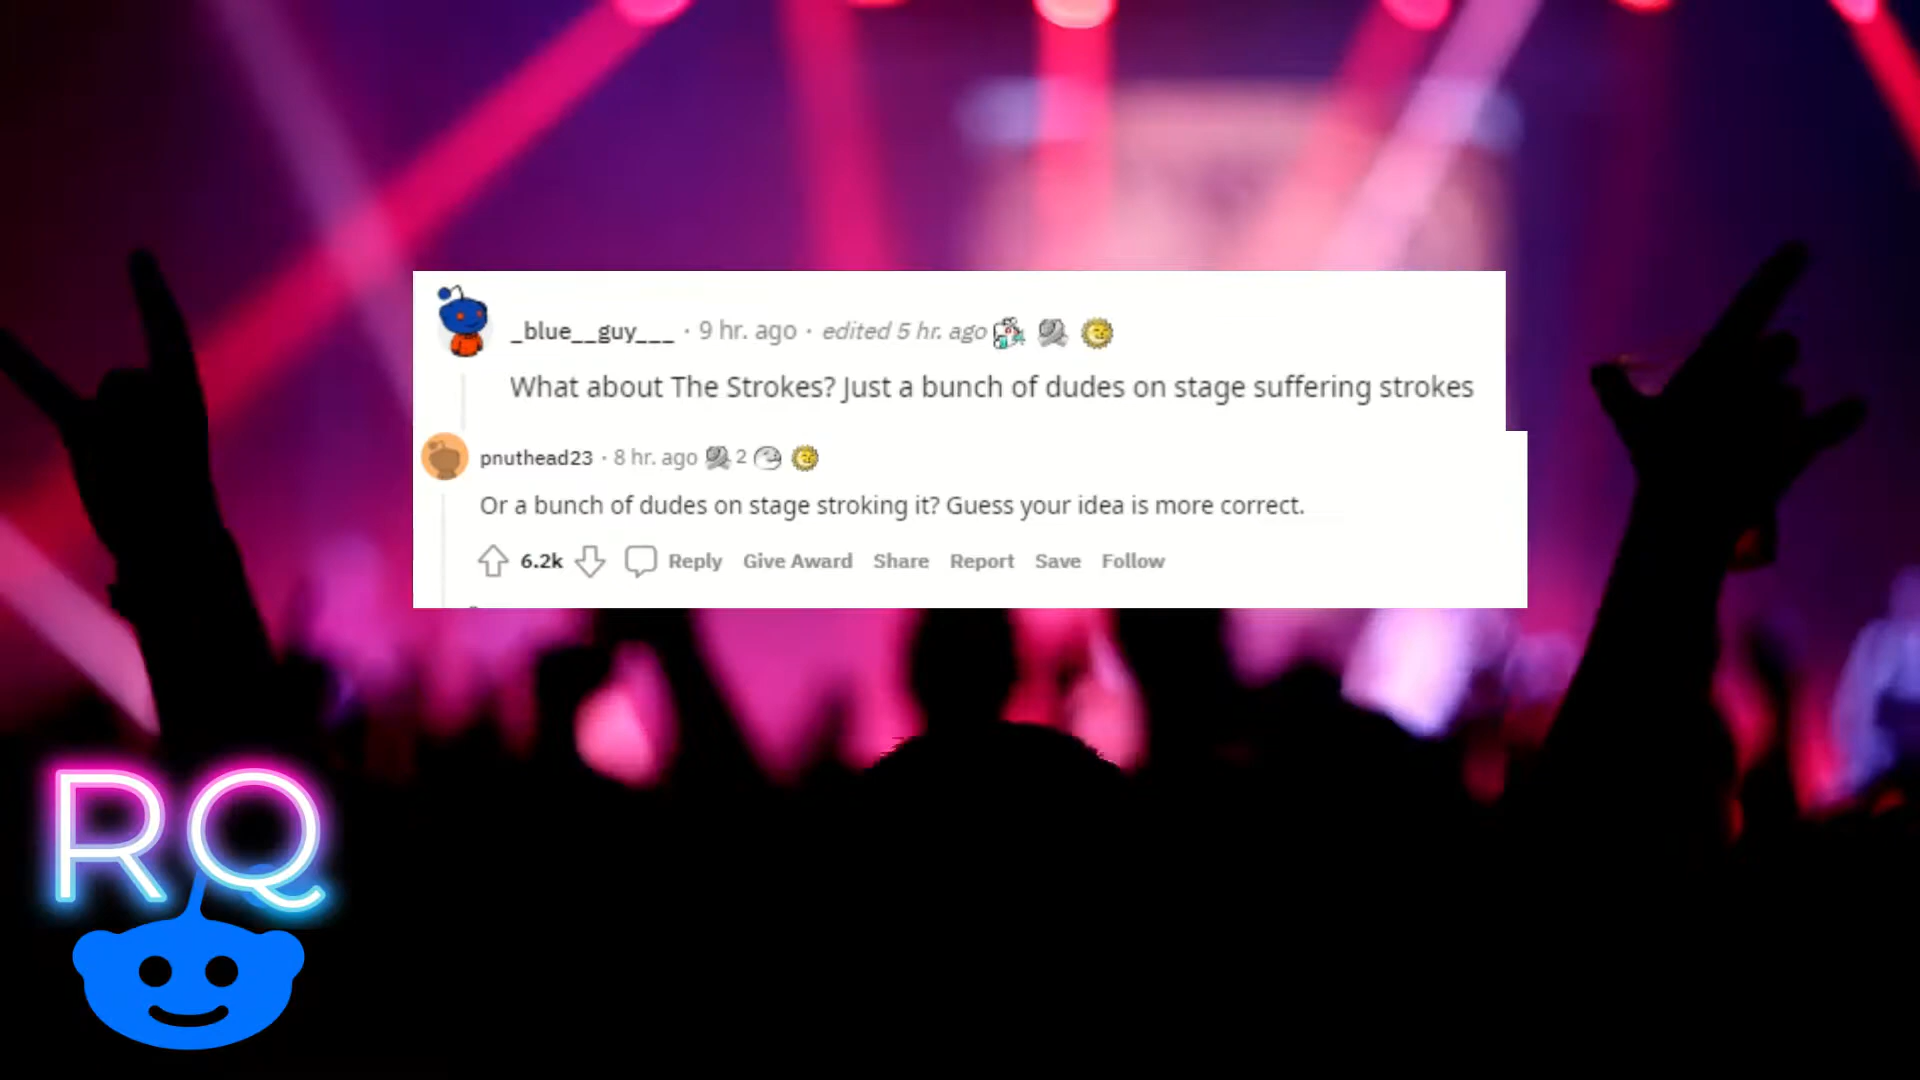 _blue__guy___ · 9 hr. ago · edited 5 hr. ago
What about The Strokes? Just a bunch of dudes on stage suffering strokes
pnuthead23 · 8 hr. ago 2
Or a bunch of dudes on stage stroking it? Guess your idea is more correct.
6.2k Reply Give Award Share Report Save Follow
RQ